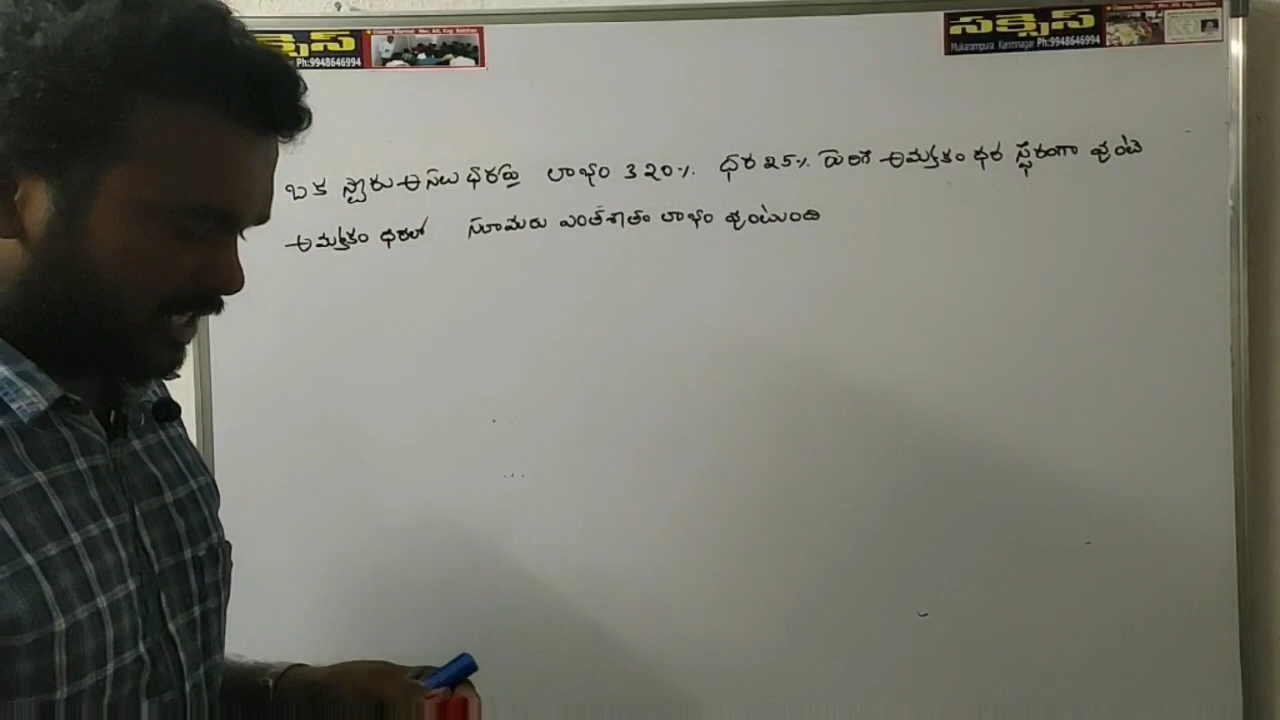 సక్సెస్
Ph:9948646994
సక్సెస్
Mukarampura Karimnagar Ph:9948646994
ఒక స్టోరు అసలు ధరపై లాభం 320% ధర 25% పెరిగి అమ్మకం ధర స్థిరంగా వుంటే
అమ్మకం ధరలో సూమారు ఎంతశాతం లాభం వుంటుంది